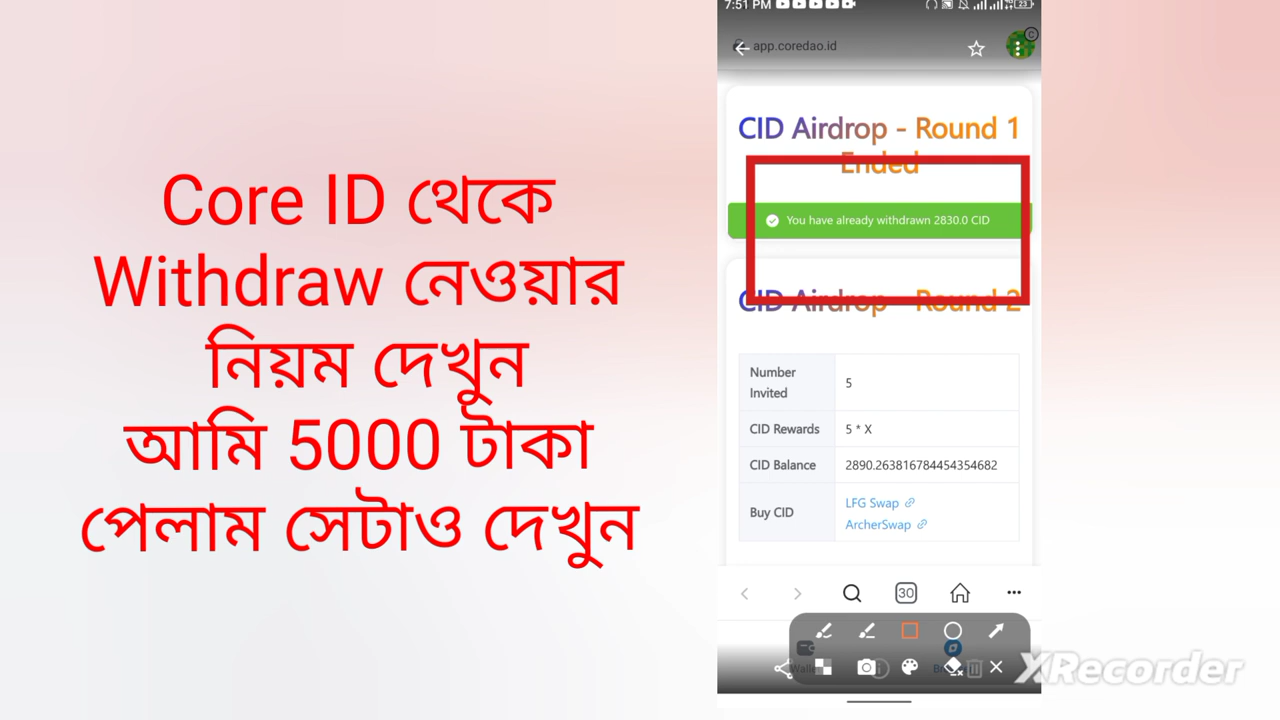 Core ID থেকে
Withdraw নেওয়ার
নিয়ম দেখুন
আমি 5000 টাকা
পেলাম সেটাও দেখুন
7:51 PM
23
app.coredao.id
CID Airdrop - Round 1
Ended
You have already withdrawn 2830.0 CID
CID Airdrop - Round 2
Number
Invited
5
CID Rewards
5 * X
CID Balance
2890.263816784454354682
Buy CID
LFG Swap
ArcherSwap
30
XRecorder